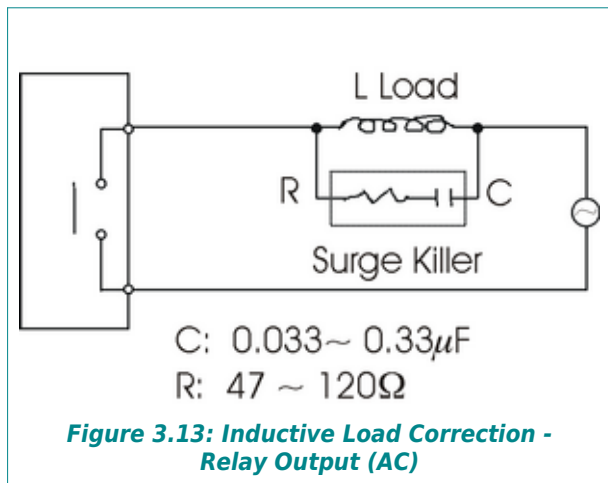 L Load
R
C
Surge Killer
C: 0.033~ 0.33μF
R: 47 ~ 120Ω
Figure 3.13: Inductive Load Correction -
Relay Output (AC)